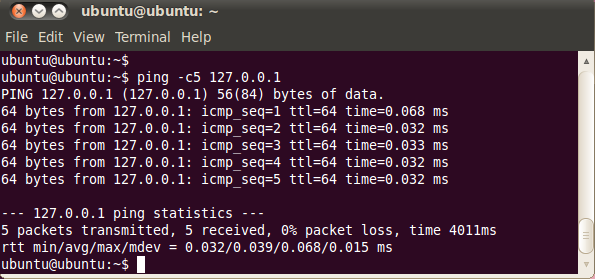 ubuntu@ubuntu: ~
File Edit View Terminal Help
ubuntu@ubuntu:~$
ubuntu@ubuntu:~$ ping -c5 127.0.0.1
PING 127.0.0.1 (127.0.0.1) 56(84) bytes of data.
64 bytes from 127.0.0.1: icmp_seq=1 ttl=64 time=0.068 ms
64 bytes from 127.0.0.1: icmp_seq=2 ttl=64 time=0.032 ms
64 bytes from 127.0.0.1: icmp_seq=3 ttl=64 time=0.033 ms
64 bytes from 127.0.0.1: icmp_seq=4 ttl=64 time=0.032 ms
64 bytes from 127.0.0.1: icmp_seq=5 ttl=64 time=0.032 ms
--- 127.0.0.1 ping statistics ---
5 packets transmitted, 5 received, 0% packet loss, time 4011ms
rtt min/avg/max/mdev = 0.032/0.039/0.068/0.015 ms
ubuntu@ubuntu:~$